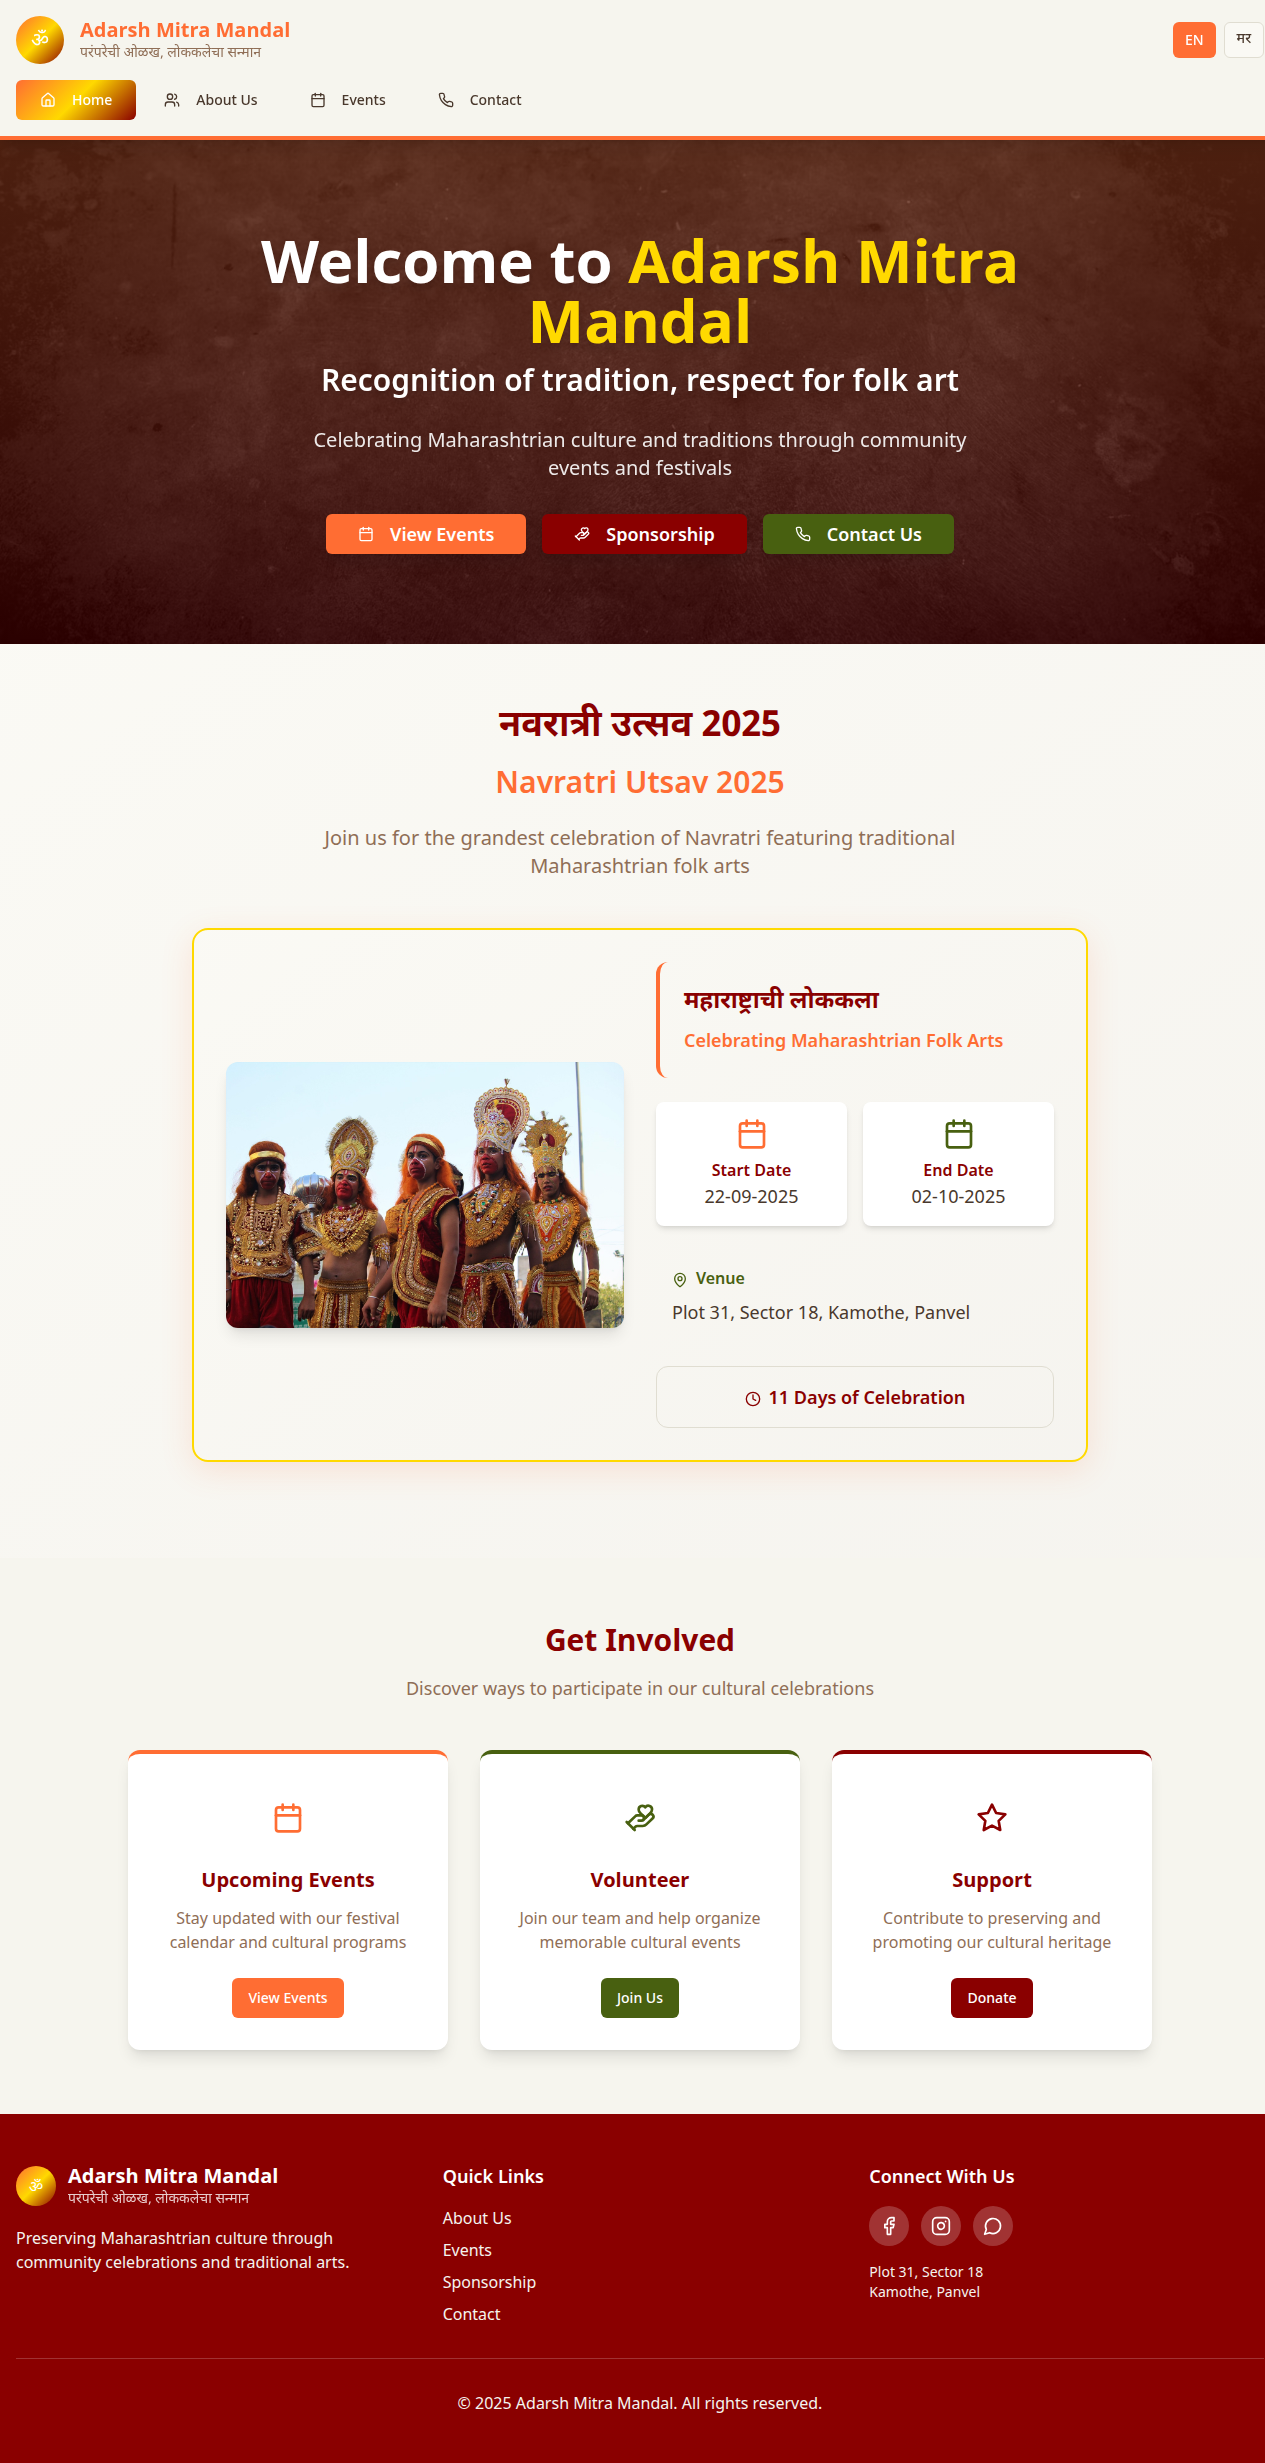 ॐ
Adarsh Mitra Mandal
परंपरेची ओळख, लोककलेचा सन्मान
EN
मर
Home
About Us
Events
Contact
Welcome to Adarsh Mitra
Mandal
Recognition of tradition, respect for folk art
Celebrating Maharashtrian culture and traditions through community
events and festivals
View Events
Sponsorship
Contact Us
नवरात्री उत्सव 2025
Navratri Utsav 2025
Join us for the grandest celebration of Navratri featuring traditional
Maharashtrian folk arts
महाराष्ट्राची लोककला
Celebrating Maharashtrian Folk Arts
Start Date
22-09-2025
End Date
02-10-2025
Venue
Plot 31, Sector 18, Kamothe, Panvel
11 Days of Celebration
Get Involved
Discover ways to participate in our cultural celebrations
Upcoming Events
Stay updated with our festival
calendar and cultural programs
View Events
Volunteer
Join our team and help organize
memorable cultural events
Join Us
Support
Contribute to preserving and
promoting our cultural heritage
Donate
ॐ
Adarsh Mitra Mandal
परंपरेची ओळख, लोककलेचा सन्मान
Preserving Maharashtrian culture through
community celebrations and traditional arts.
Quick Links
About Us
Events
Sponsorship
Contact
Connect With Us
Plot 31, Sector 18
Kamothe, Panvel
© 2025 Adarsh Mitra Mandal. All rights reserved.